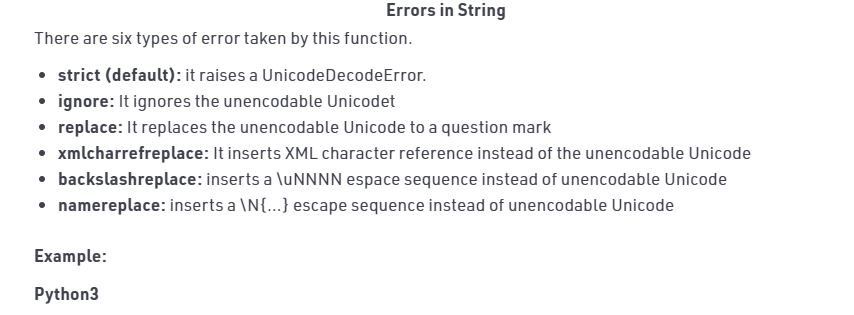 Errors in String
There are six types of error taken by this function.
• strict (default): it raises a UnicodeDecodeError.
• ignore: It ignores the unencodable Unicodet
• replace: It replaces the unencodable Unicode to a question mark
• xmlcharrefreplace: It inserts XML character reference instead of the unencodable Unicode
• backslashreplace: inserts a \uNNNN espace sequence instead of unencodable Unicode
• namereplace: inserts a \N{...} escape sequence instead of unencodable Unicode
Example:
Python3